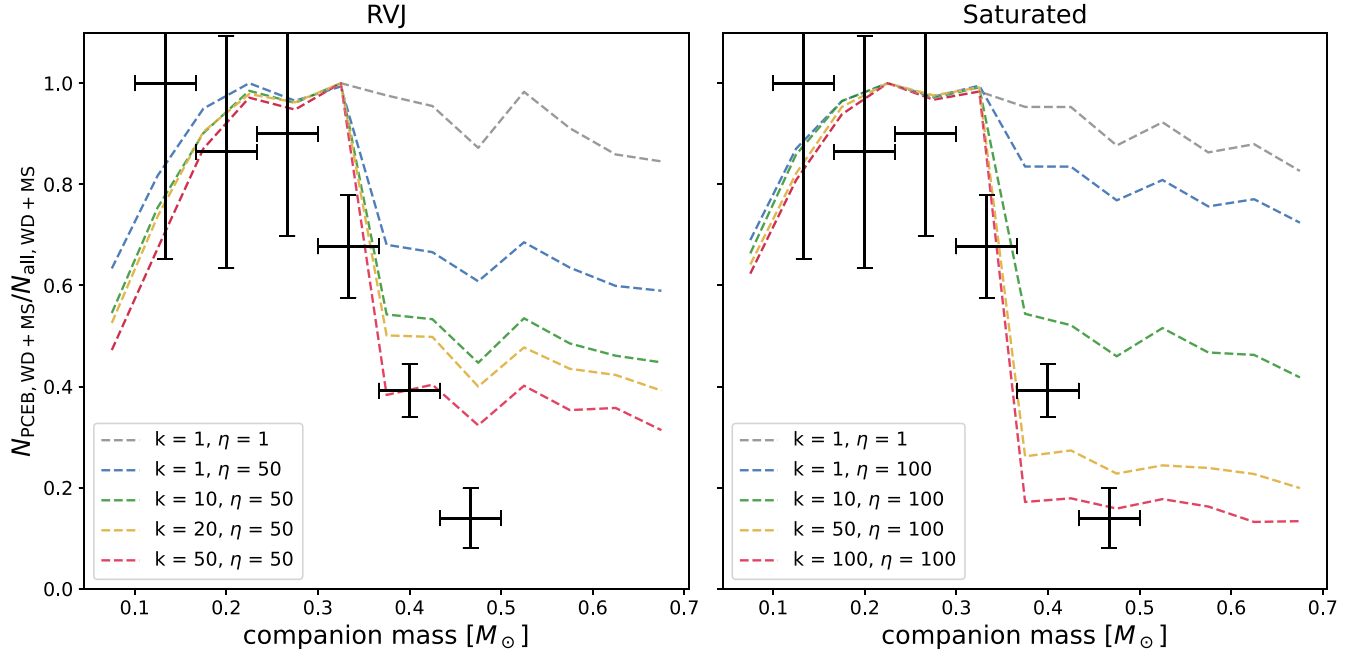 RVJ
Saturated
N_PCEB, WD + MS/N_all, WD + MS
1.0
0.8
0.6
0.4
0.2
0.0
k = 1, η = 1
k = 1, η = 50
k = 10, η = 50
k = 20, η = 50
k = 50, η = 50
0.1 0.2 0.3 0.4 0.5 0.6 0.7
companion mass [M⊙]
k = 1, η = 1
k = 1, η = 100
k = 10, η = 100
k = 50, η = 100
k = 100, η = 100
0.1 0.2 0.3 0.4 0.5 0.6 0.7
companion mass [M⊙]